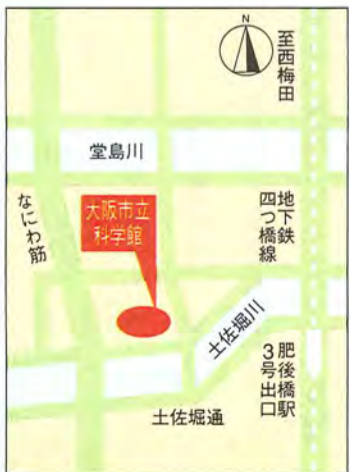 N
至西梅田
堂島川
なにわ筋
大阪市立
科学館
地下鉄
四つ橋線
土佐堀川
肥後橋駅
3号出口
土佐堀通